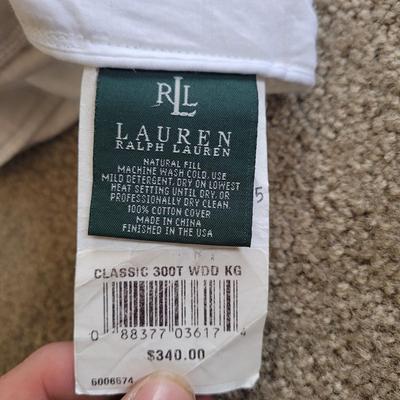 RLL
LAUREN
RALPH LAUREN
NATURAL FILL
MACHINE WASH COLD. USE
MILD DETERGENT. DRY ON LOWEST
HEAT SETTING UNTIL DRY. OR
PROFESSIONALLY DRY CLEAN.
100% COTTON COVER
MADE IN CHINA
FINISHED IN THE USA
5
CLASSIC 300T WDD KG
0 88377 03617 4
$340.00
6006674